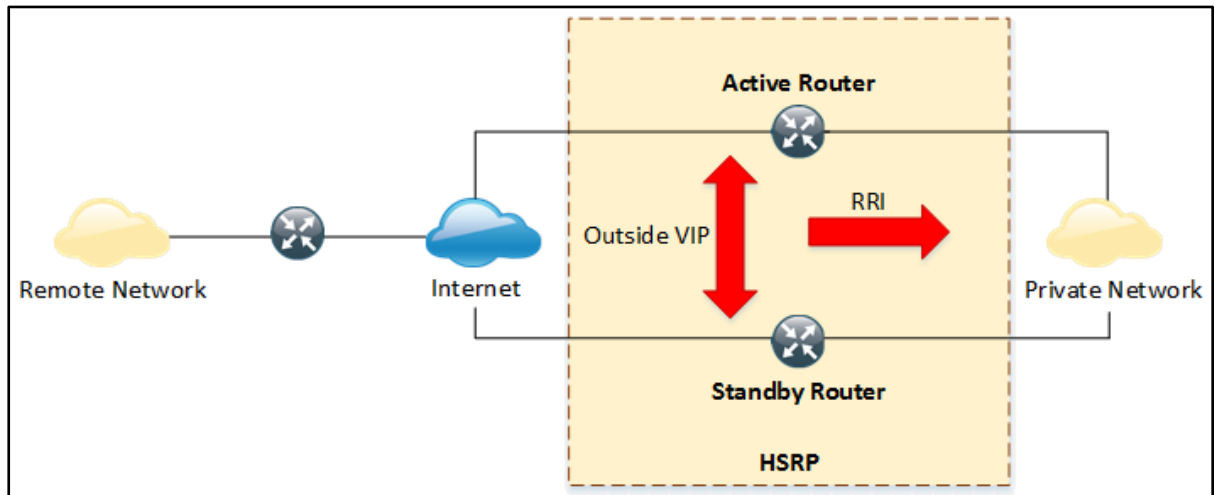 Active Router
RRI
Outside VIP
Remote Network
Internet
Private Network
Standby Router
HSRP